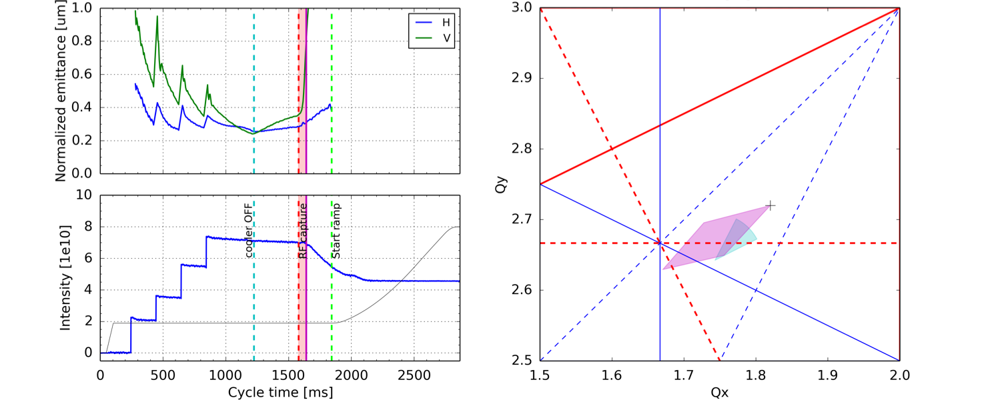 Normalized emittance [um]
1.0
0.8
0.6
0.4
0.2
0.0
H
V
Intensity [1e10]
10
8
6
4
2
0
cooler OFF
RF capture
Start ramp
0 500 1000 1500 2000 2500
Cycle time [ms]
Qy
3.0
2.9
2.8
2.7
2.6
2.5
1.5 1.6 1.7 1.8 1.9 2.0
Qx